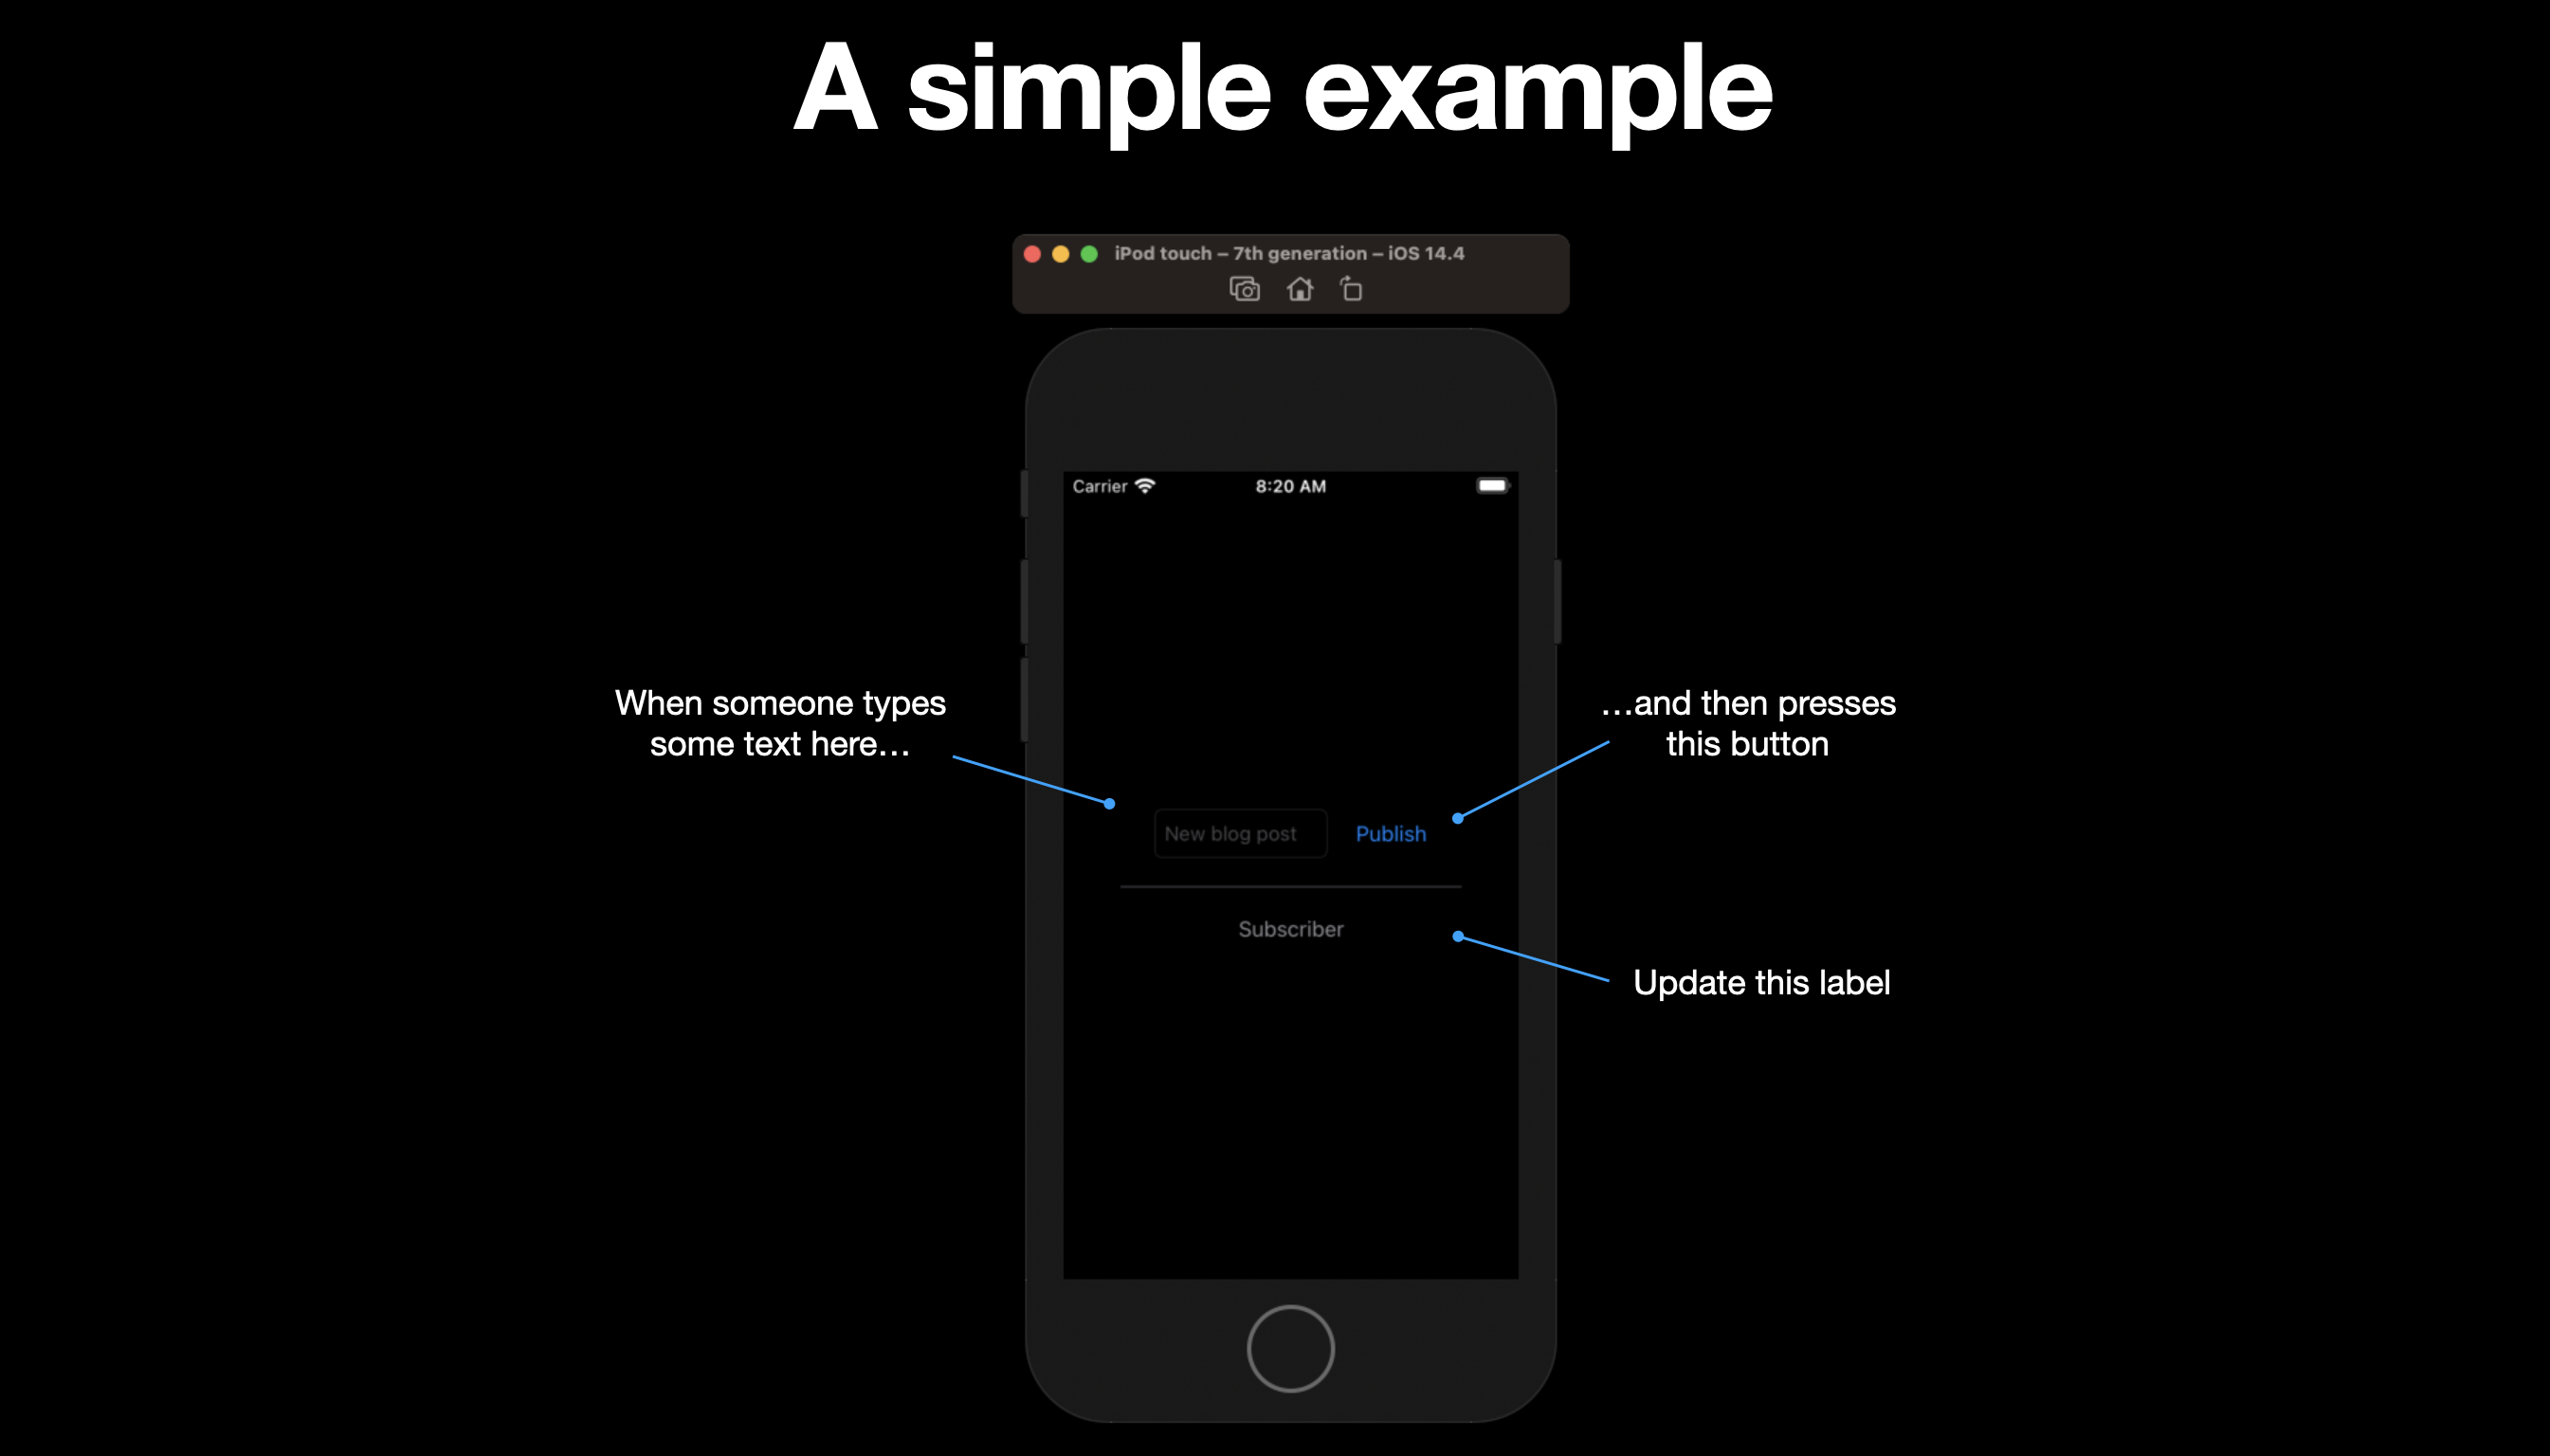 A simple example
iPod touch – 7th generation – iOS 14.4
Carrier
8:20 AM
When someone types
some text here...
...and then presses
this button
New blog post
Publish
Subscriber
Update this label